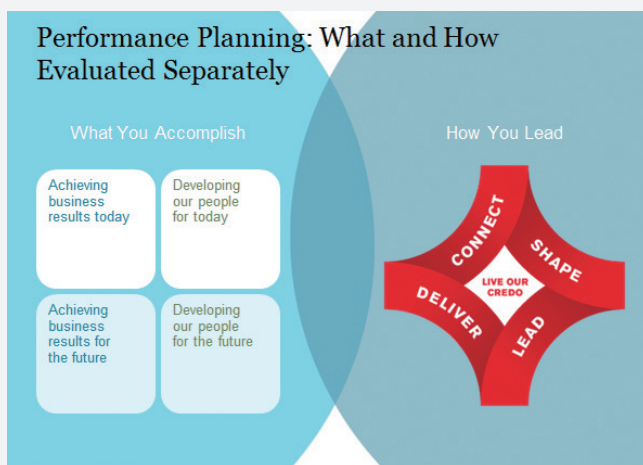 Performance Planning: What and How
Evaluated Separately
What You Accomplish
How You Lead
Achieving
business
results today
Developing
our people
for today
Achieving
business
results for
the future
Developing
our people
for the future
CONNECT
SHAPE
LIVE OUR
CREDO
DELIVER
LEAD